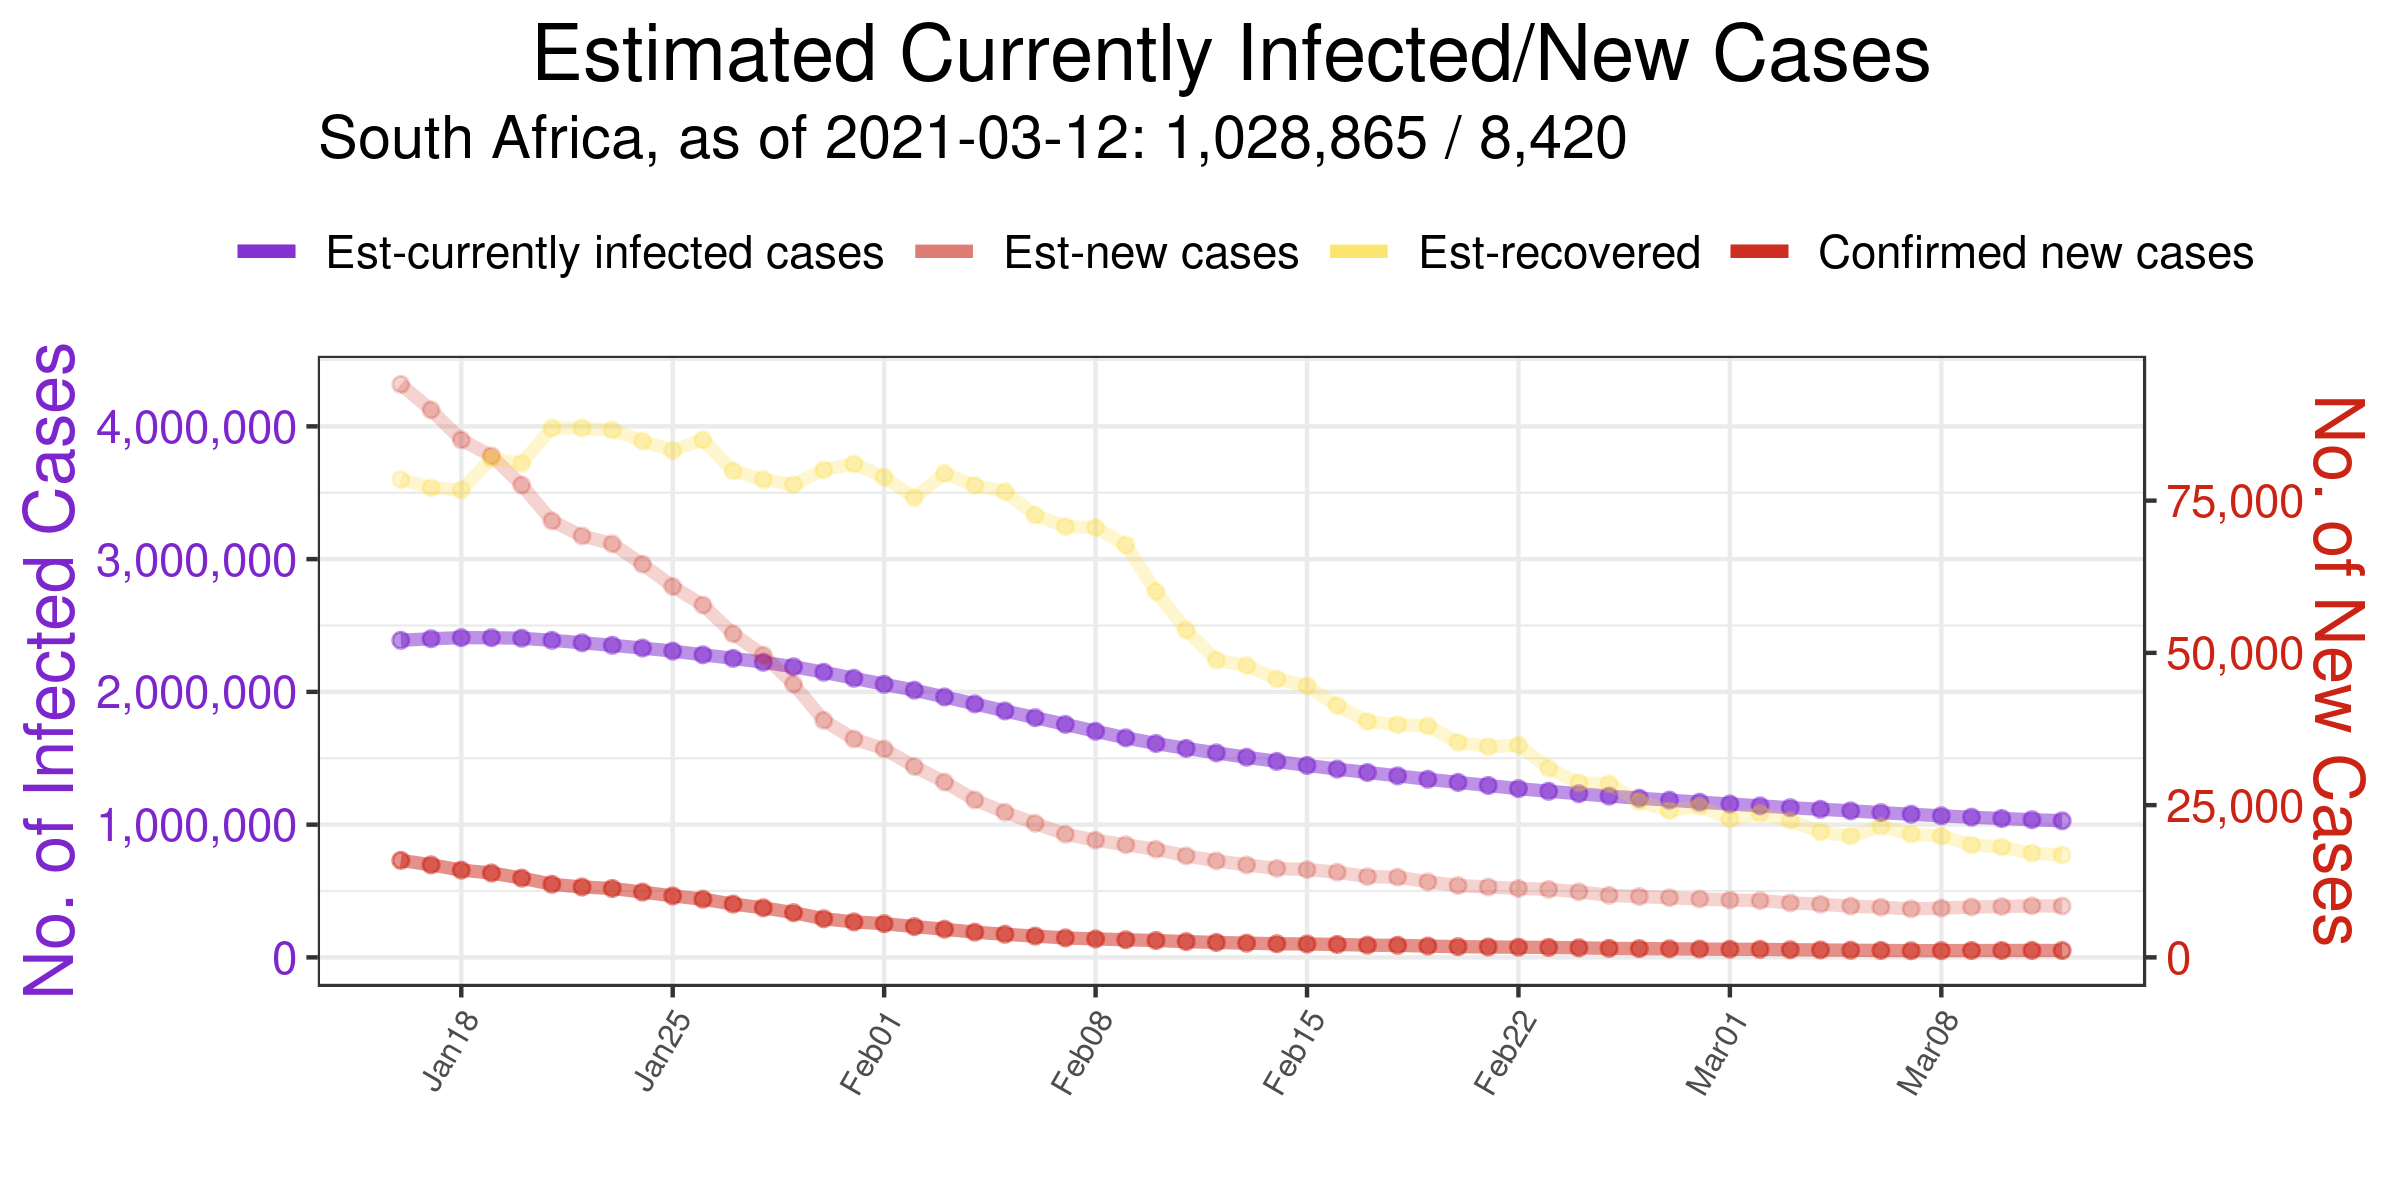 Estimated Currently Infected/New Cases
South Africa, as of 2021-03-12: 1,028,865 / 8,420
Est-currently infected cases Est-new cases Est-recovered Confirmed new cases
No. of Infected Cases
4,000,000
3,000,000
2,000,000
1,000,000
0
75,000
50,000
25,000
0
No. of New Cases
Jan18 Jan25 Feb01 Feb08 Feb15 Feb22 Mar01 Mar08